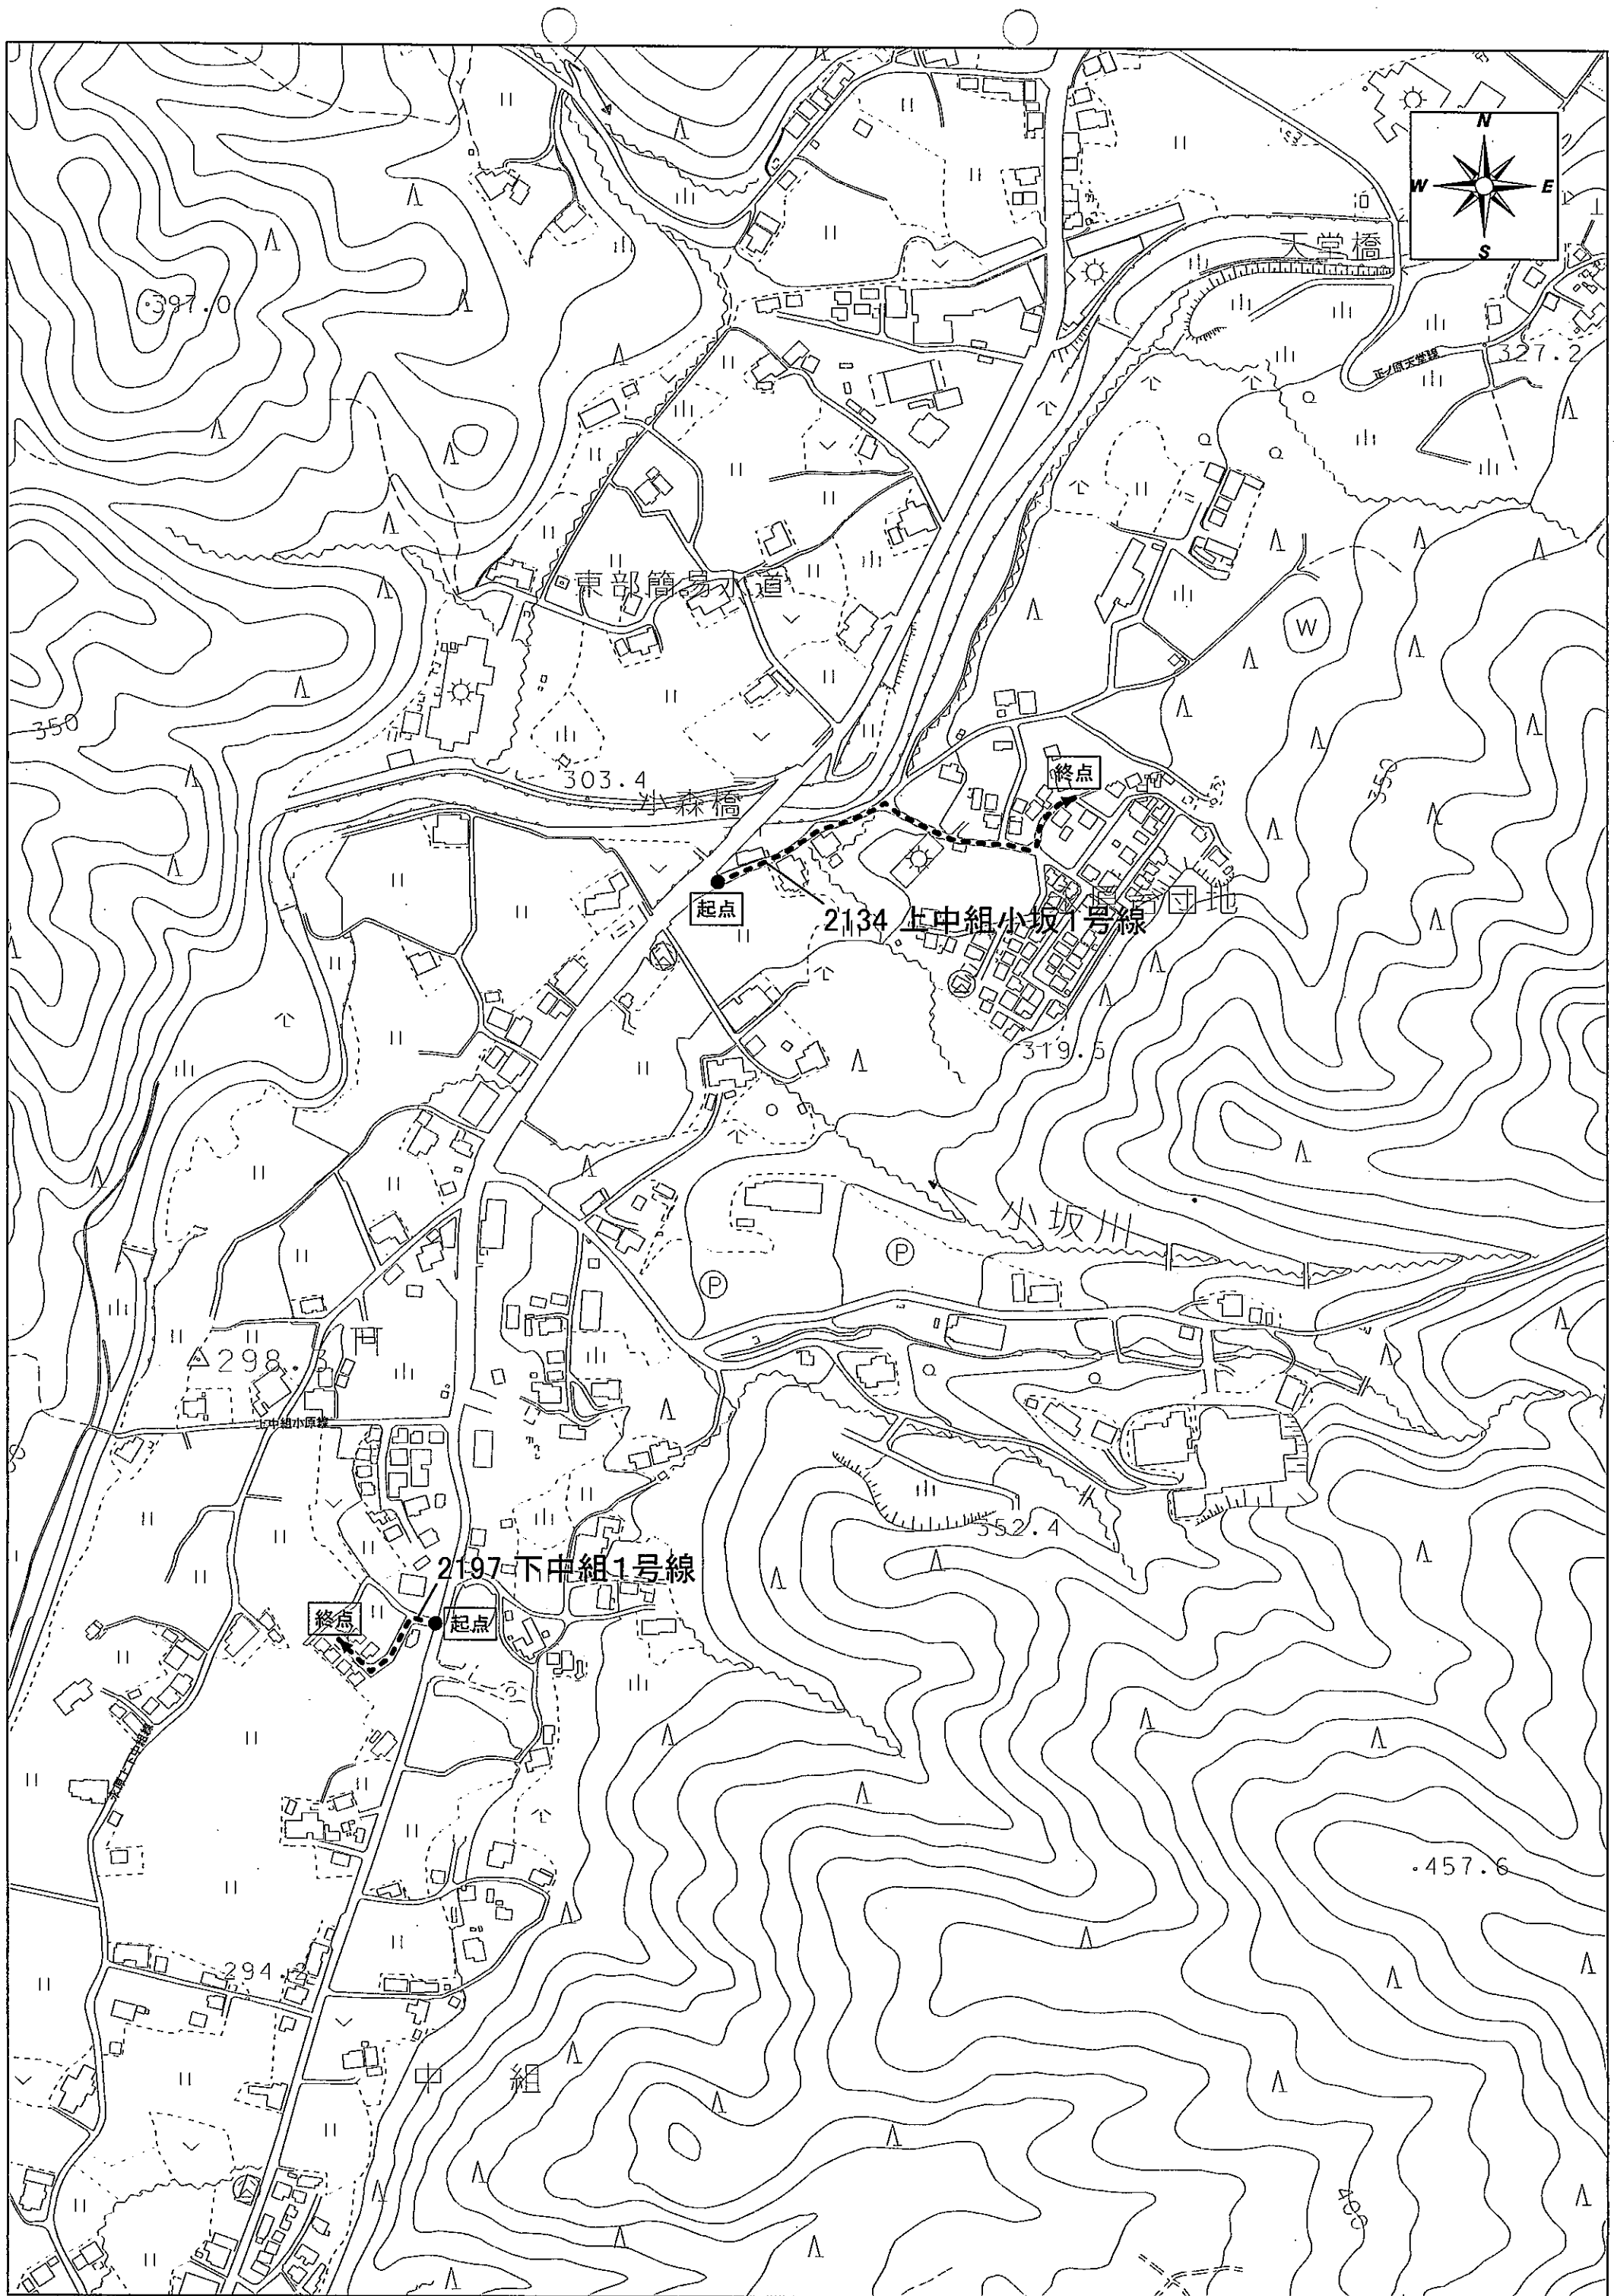 N
W E
S
天堂橋
397.0
327.2
東部簡易水道
W
350
終点
303.4
小森橋
起点
団地
2134 上中組小坂1号線
319.5
小坂川
P
P
298.
上中組小原線
352.4
2197 下中組1号線
終点
起点
457.6
294.2
中組